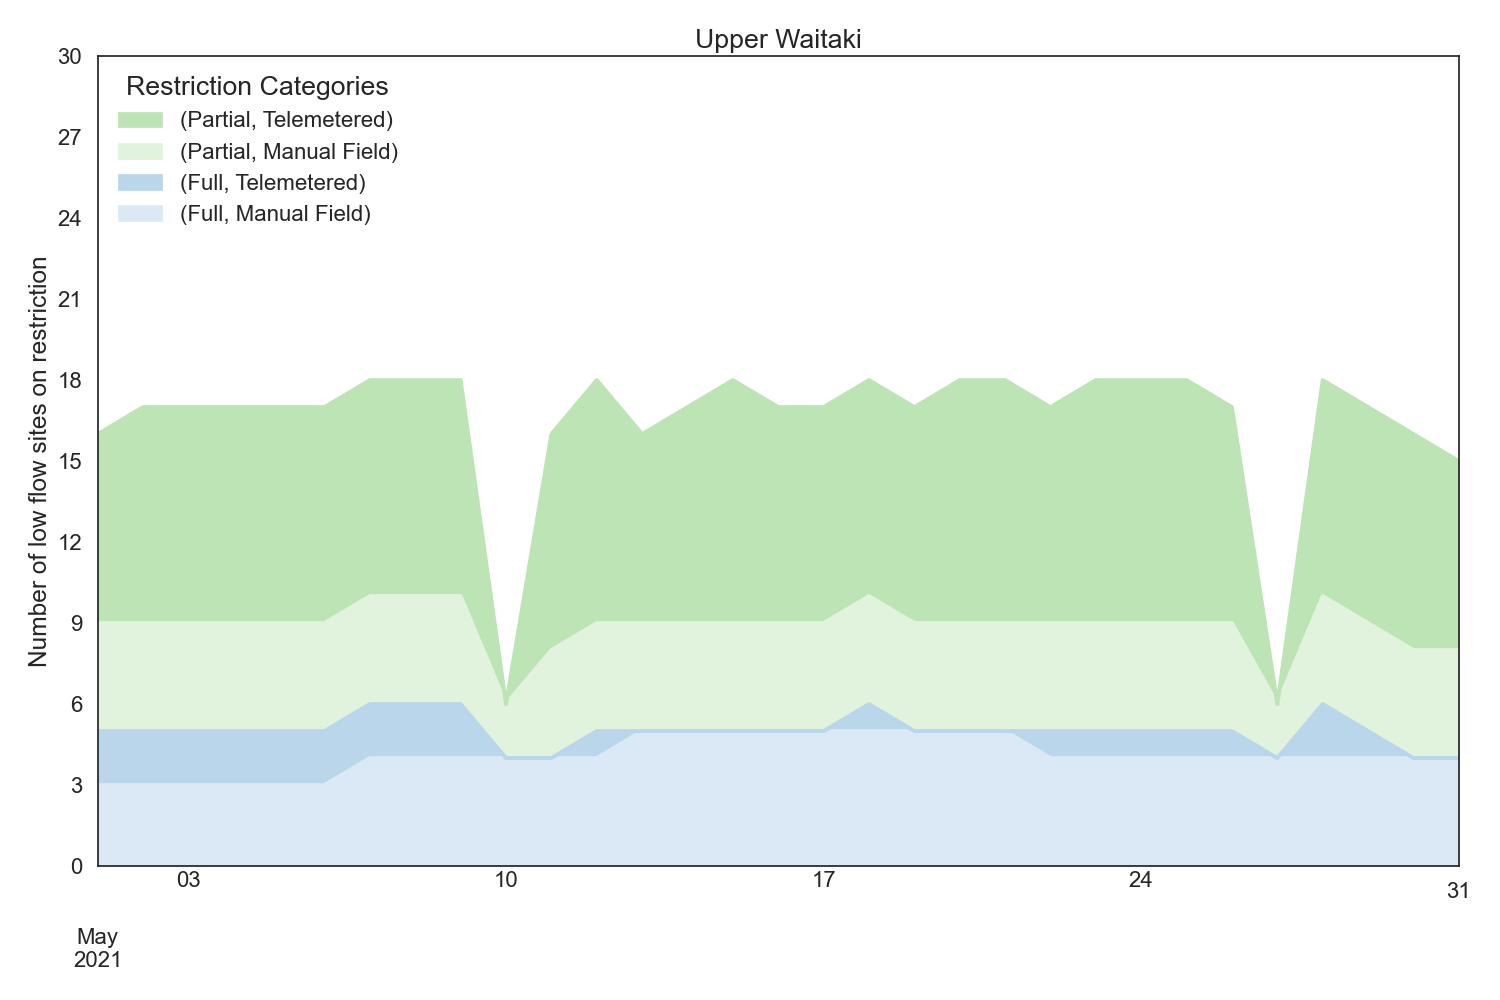 Upper Waitaki
Number of low flow sites on restriction
30
27
24
21
18
15
12
9
6
3
0
Restriction Categories
(Partial, Telemetered)
(Partial, Manual Field)
(Full, Telemetered)
(Full, Manual Field)
03
10
17
24
31
May
2021